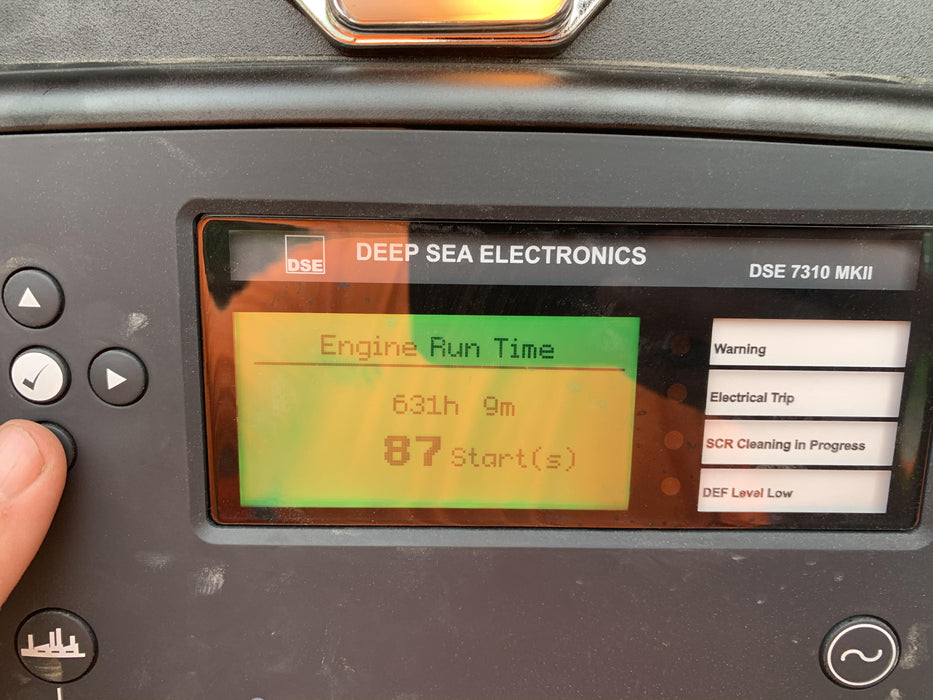 DSE
DEEP SEA ELECTRONICS
DSE 7310 MKII
Engine Run Time
631h 9m
87 Start(s)
Warning
Electrical Trip
SCR Cleaning in Progress
DEF Level Low